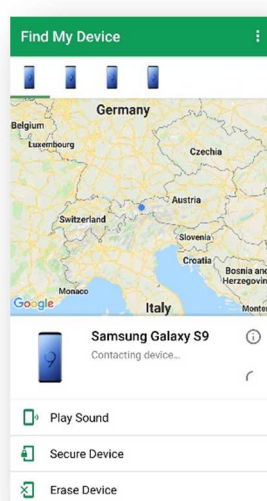 Find My Device
Germany
Belgium
Luxembourg
Czechia
Austria
Switzerland
Slovenia
Croatia
Bosnia and
Herzegovin
Monaco
Google
Italy
Monte
Samsung Galaxy S9
Contacting device...
Play Sound
Secure Device
Erase Device